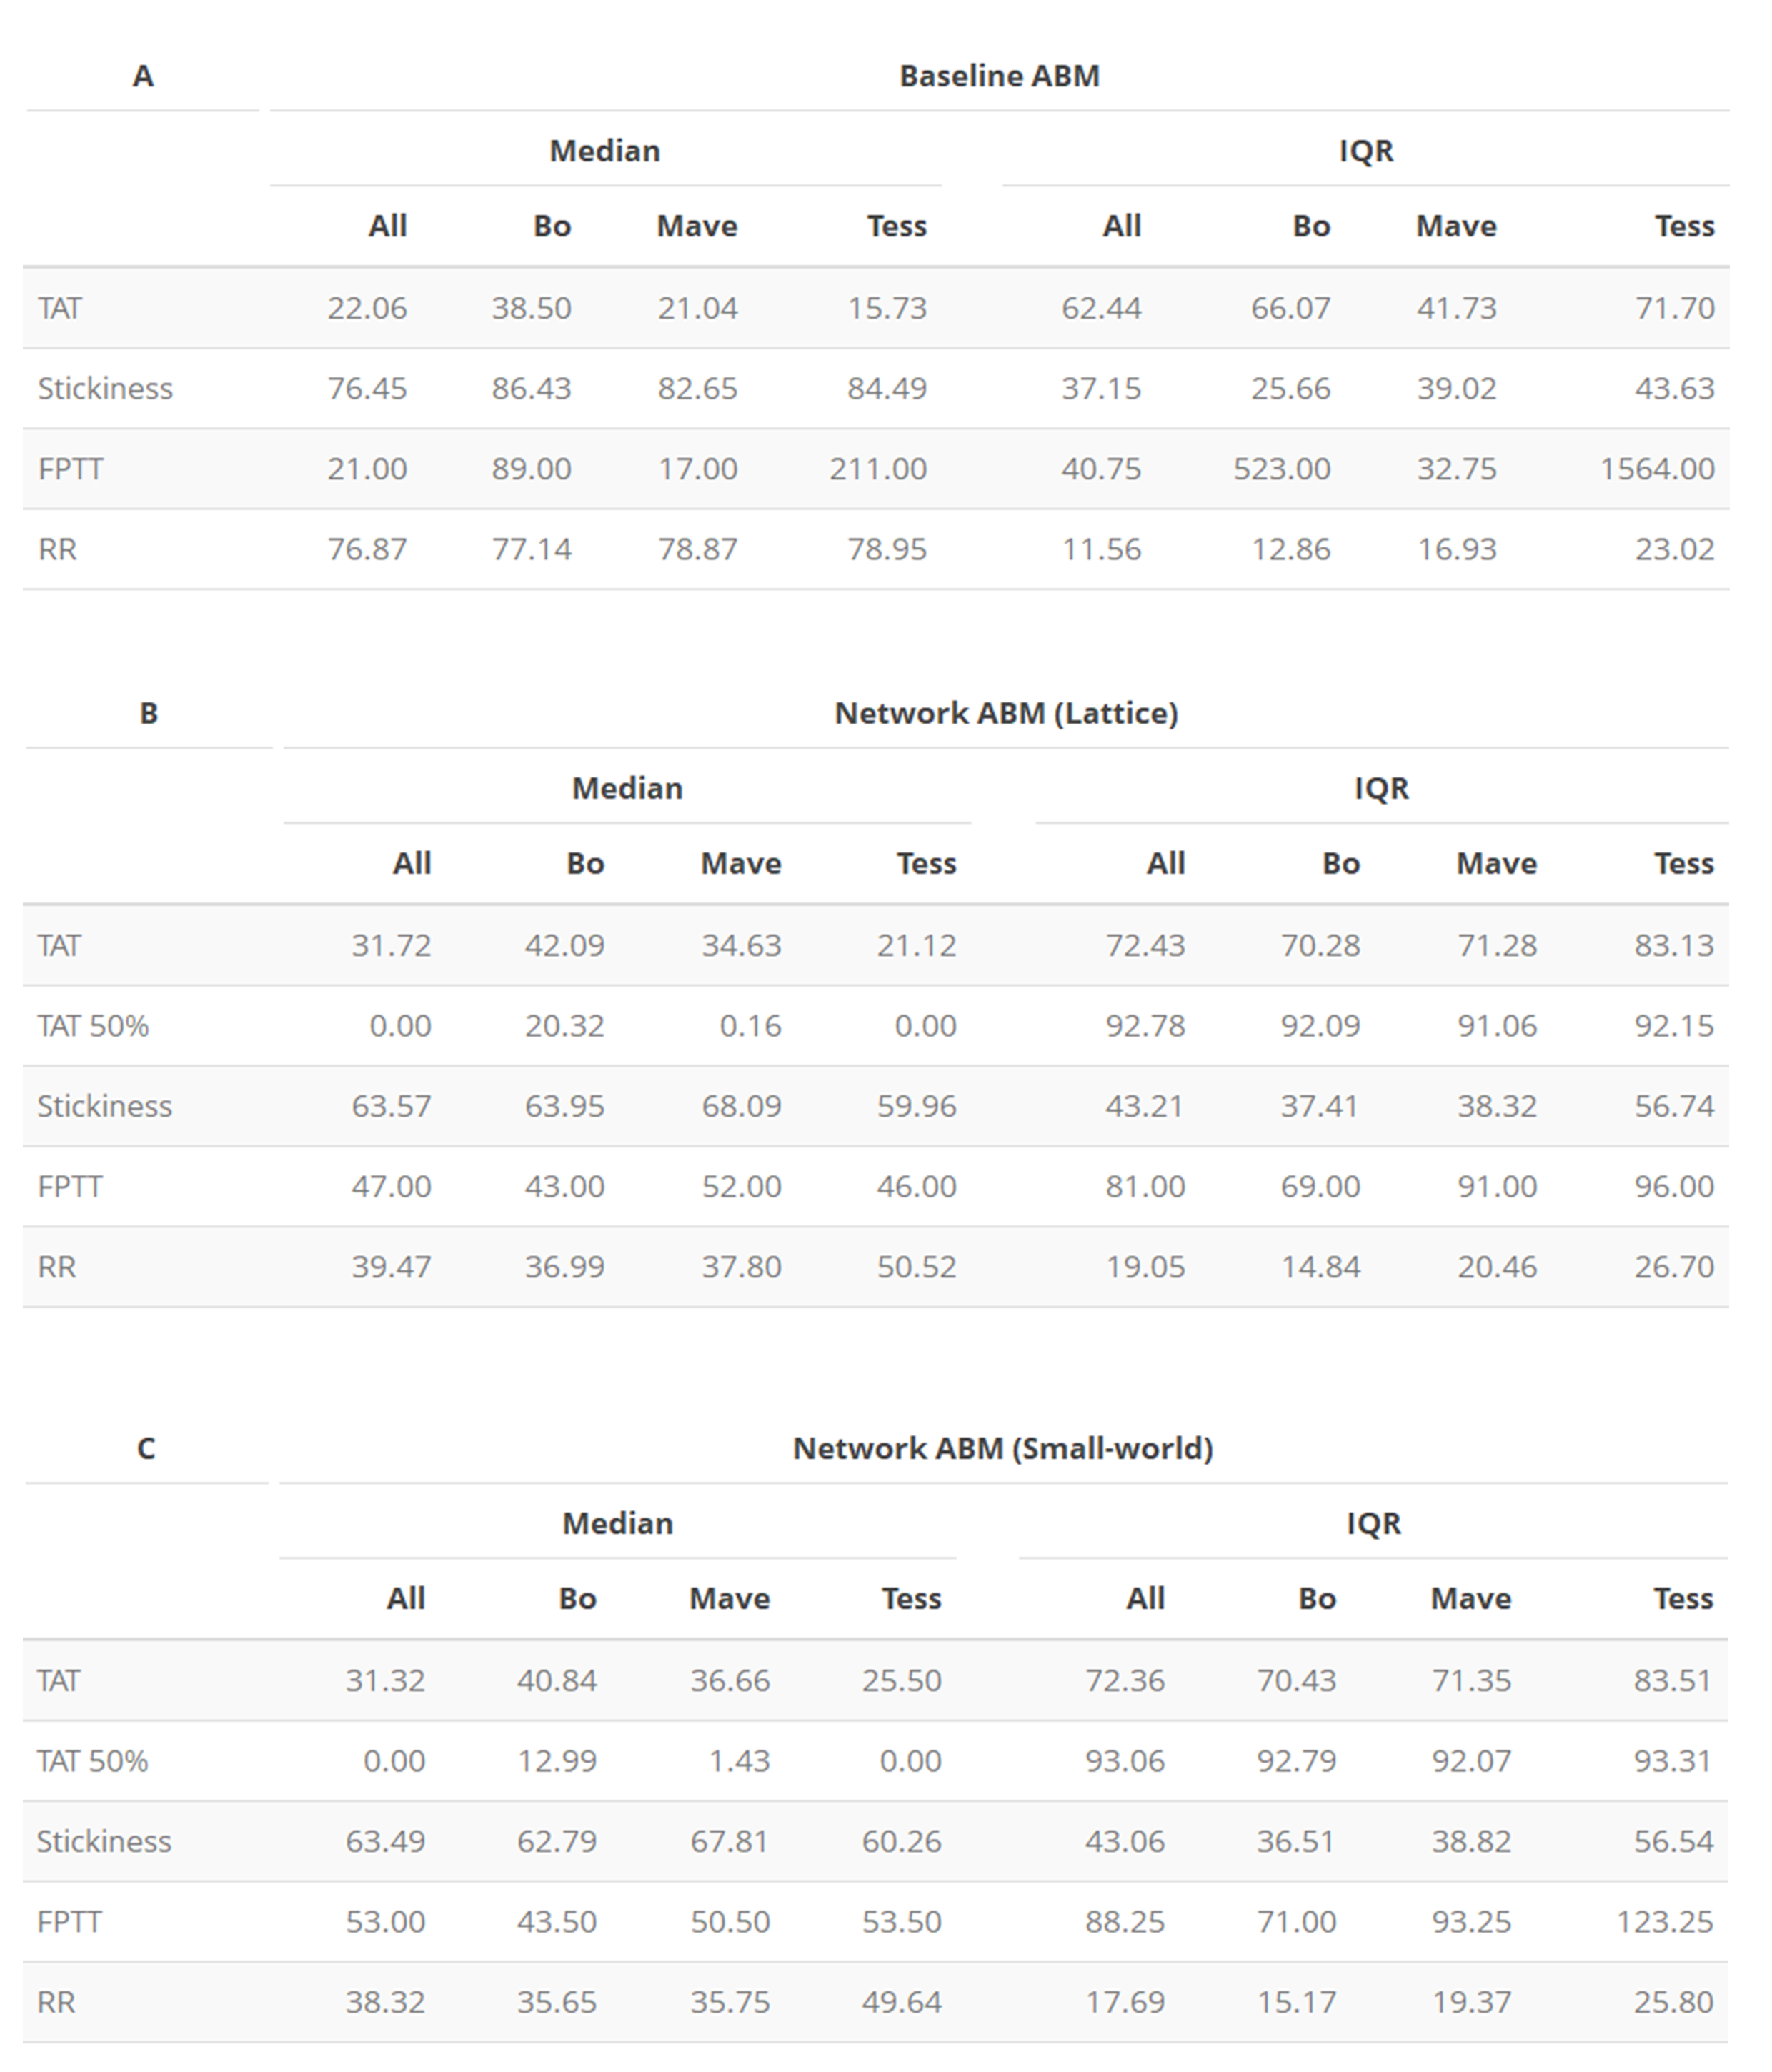 A Baseline ABM
Median IQR
All Bo Mave Tess All Bo Mave Tess
TAT 22.06 38.50 21.04 15.73 62.44 66.07 41.73 71.70
Stickiness 76.45 86.43 82.65 84.49 37.15 25.66 39.02 43.63
FPTT 21.00 89.00 17.00 211.00 40.75 523.00 32.75 1564.00
RR 76.87 77.14 78.87 78.95 11.56 12.86 16.93 23.02
B Network ABM (Lattice)
Median IQR
All Bo Mave Tess All Bo Mave Tess
TAT 31.72 42.09 34.63 21.12 72.43 70.28 71.28 83.13
TAT 50% 0.00 20.32 0.16 0.00 92.78 92.09 91.06 92.15
Stickiness 63.57 63.95 68.09 59.96 43.21 37.41 38.32 56.74
FPTT 47.00 43.00 52.00 46.00 81.00 69.00 91.00 96.00
RR 39.47 36.99 37.80 50.52 19.05 14.84 20.46 26.70
C Network ABM (Small-world)
Median IQR
All Bo Mave Tess All Bo Mave Tess
TAT 31.32 40.84 36.66 25.50 72.36 70.43 71.35 83.51
TAT 50% 0.00 12.99 1.43 0.00 93.06 92.79 92.07 93.31
Stickiness 63.49 62.79 67.81 60.26 43.06 36.51 38.82 56.54
FPTT 53.00 43.50 50.50 53.50 88.25 71.00 93.25 123.25
RR 38.32 35.65 35.75 49.64 17.69 15.17 19.37 25.80